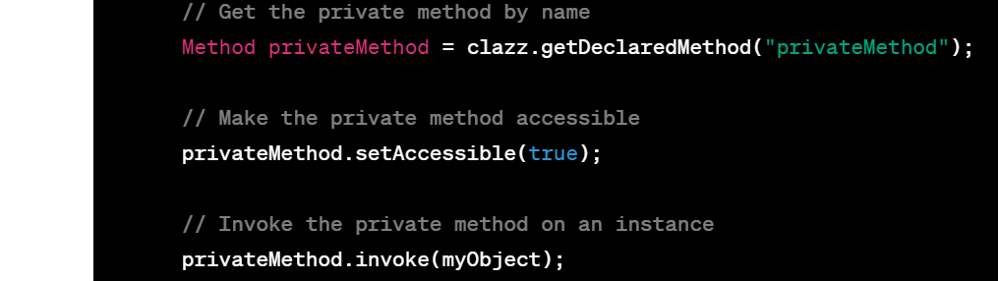 // Get the private method by name
Method privateMethod = clazz.getDeclaredMethod("privateMethod");
// Make the private method accessible
privateMethod.setAccessible(true);
// Invoke the private method on an instance
privateMethod.invoke(myObject);